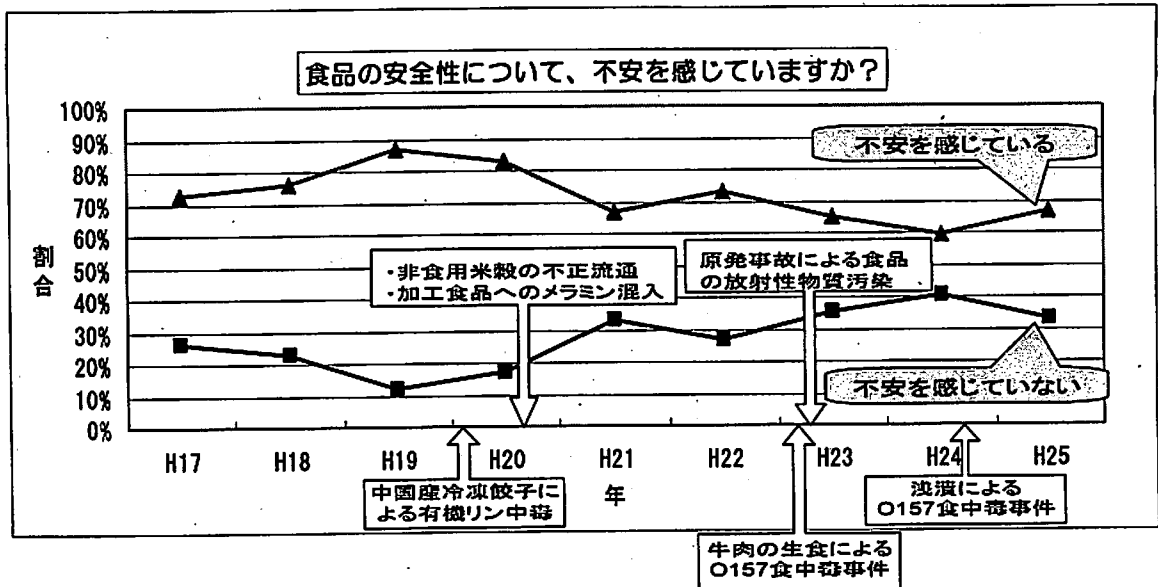 食品の安全性について、不安を感じていますか？
100%
90%
80%
70%
60%
50%
40%
30%
20%
10%
0%
割合
不安を感じている
・非食用米穀の不正流通
・加工食品へのメラミン混入
原発事故による食品
の放射性物質汚染
不安を感じていない
H17
H18
H19
H20
H21
H22
H23
H24
H25
年
中国産冷凍餃子に
よる有機リン中毒
浅漬による
O157食中毒事件
牛肉の生食による
O157食中毒事件